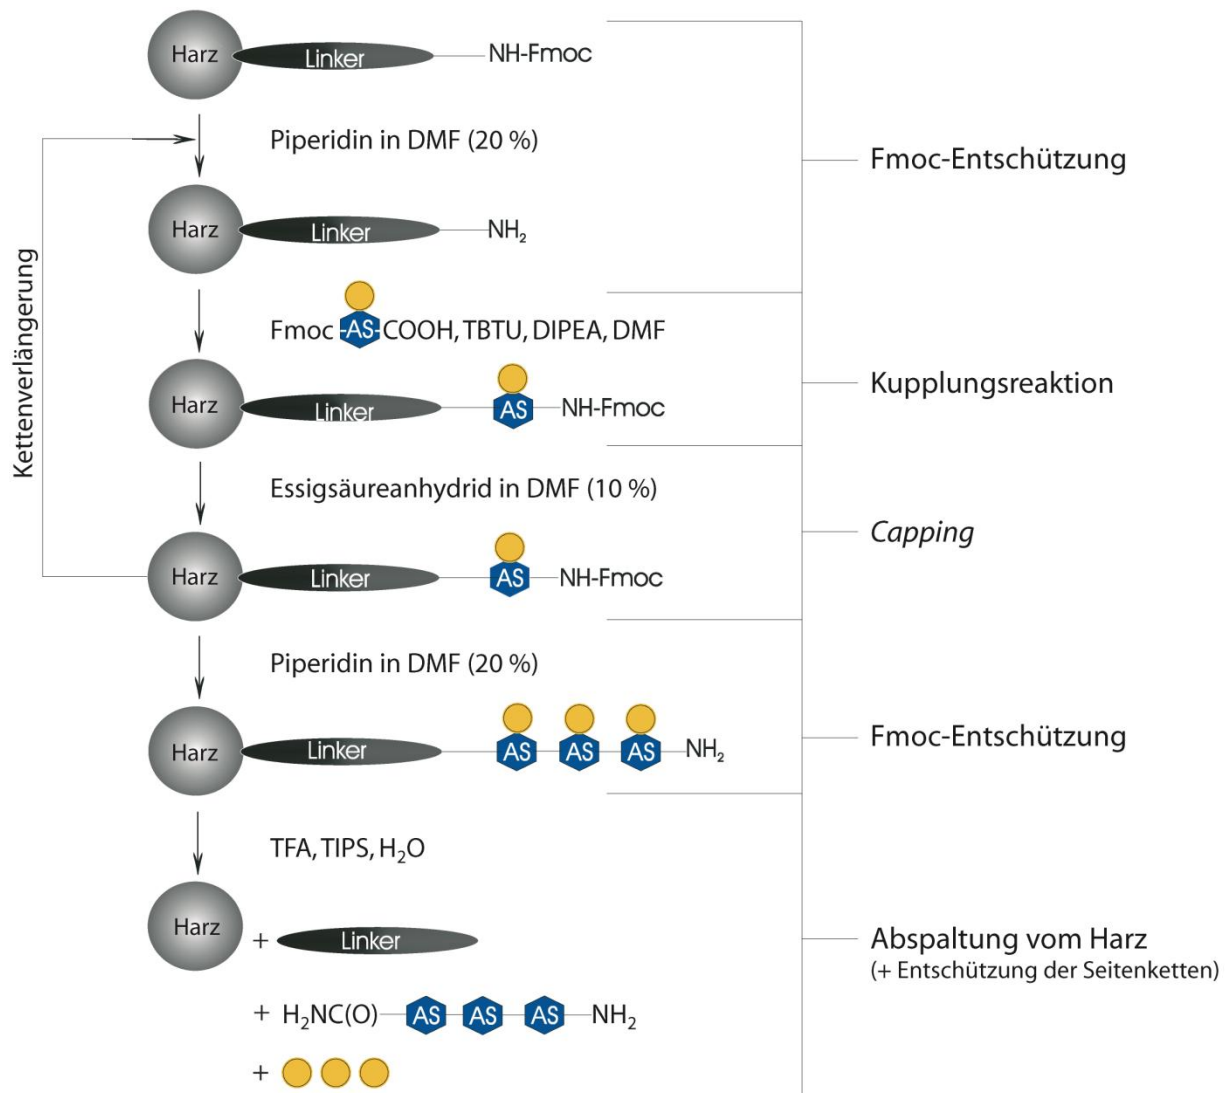 Harz Linker NH-Fmoc
Piperidin in DMF (20 %)
Fmoc-Entschützung
Harz Linker NH₂
Fmoc -AS- COOH, TBTU, DIPEA, DMF
Kettenverlängerung
Kupplungsreaktion
Harz Linker AS NH-Fmoc
Essigsäureanhydrid in DMF (10 %)
Capping
Harz Linker AS NH-Fmoc
Piperidin in DMF (20 %)
Fmoc-Entschützung
Harz Linker AS AS AS NH₂
TFA, TIPS, H₂O
Harz
+ Linker
Abspaltung vom Harz
(+ Entschützung der Seitenketten)
+ H₂NC(O) AS AS AS NH₂
+